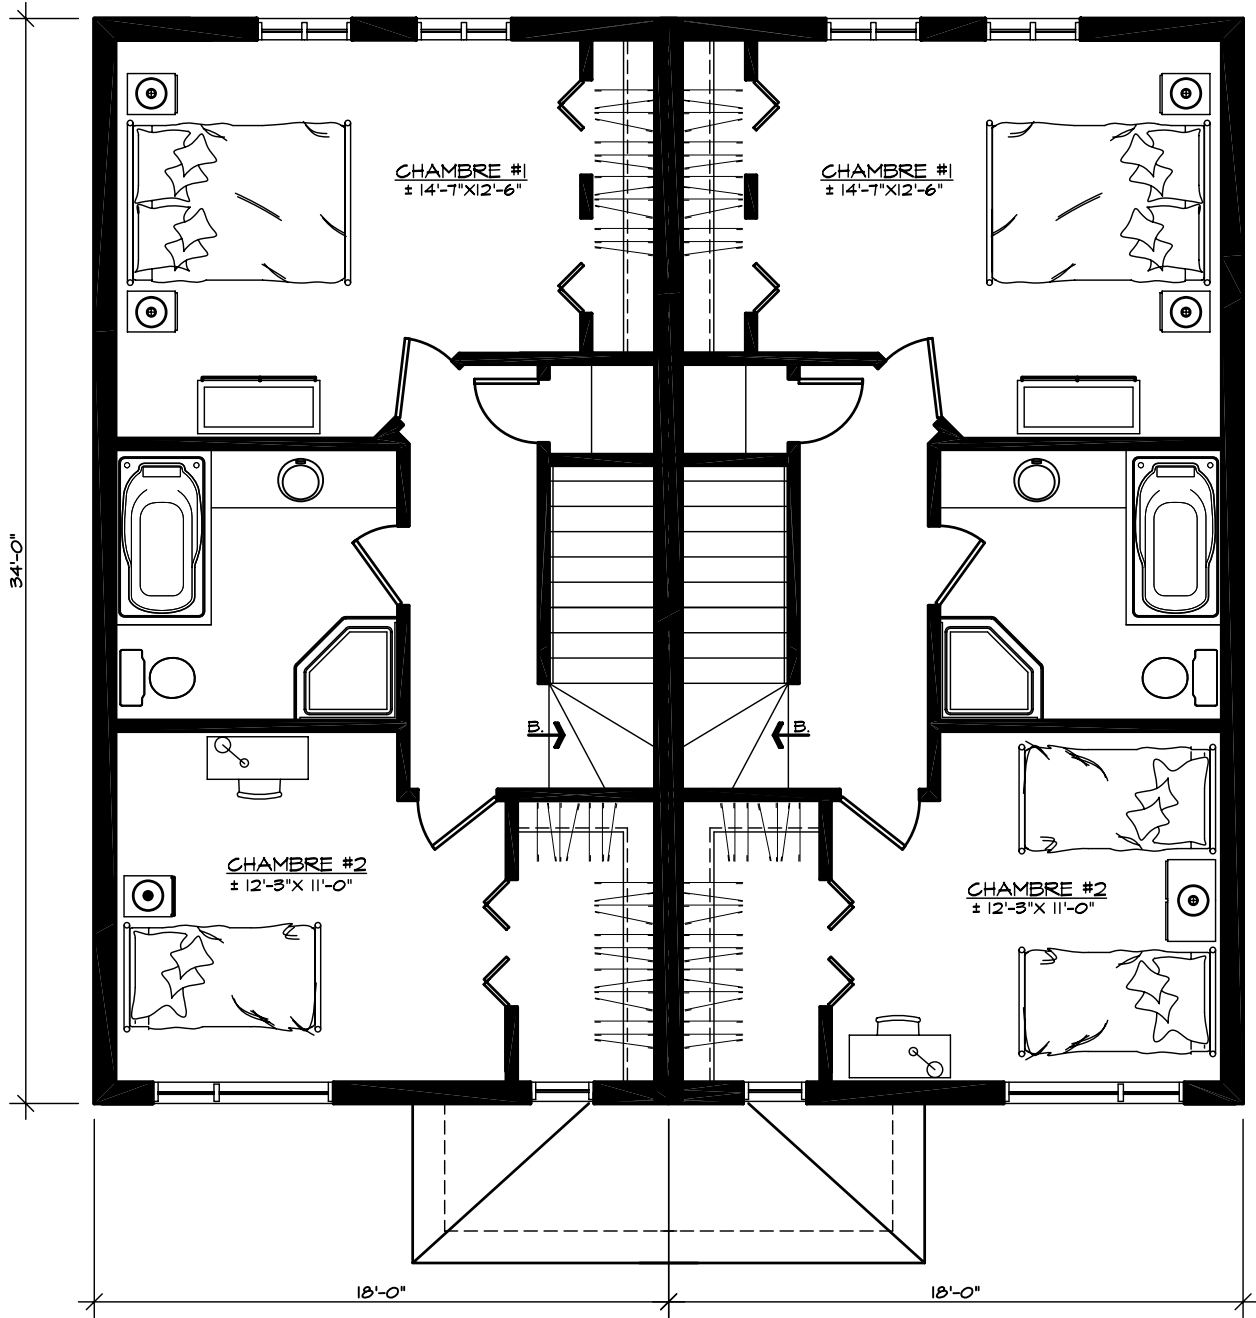 CHAMBRE #1
± 14'-7"X12'-6"
CHAMBRE #1
± 14'-7"X12'-6"
34'-0"
B.
B.
CHAMBRE #2
± 12'-3"X 11'-0"
CHAMBRE #2
± 12'-3"X 11'-0"
18'-0"
18'-0"